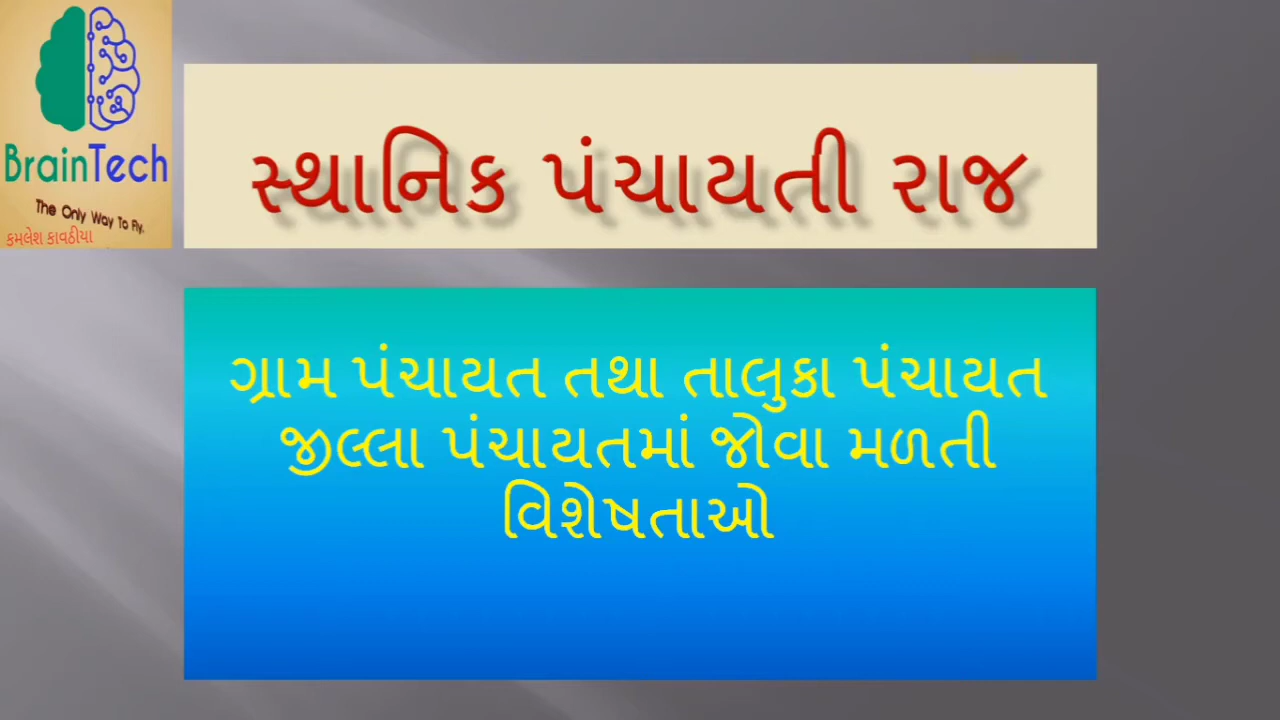 BrainTech
The Only Way To Fly.
કમલેશ કાવઠીયા
સ્થાનિક પંચાયતી રાજ
ગ્રામ પંચાયત તથા તાલુકા પંચાયત
જીલ્લા પંચાયતમાં જોવા મળતી
વિશેષતાઓ